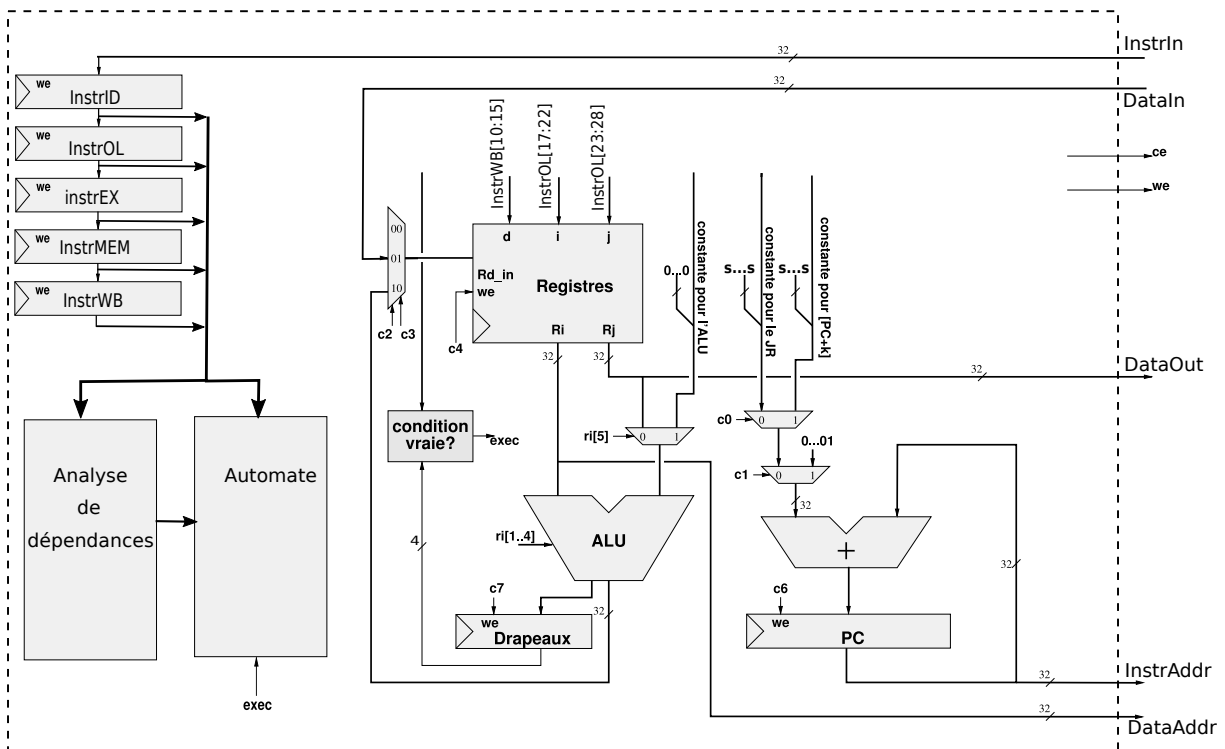 InstrIn
32
we
InstrID
32
DataIn
we
InstrOL
InstrWB[10:15]
InstrOL[17:22]
InstrOL[23:28]
ce
we
instrEX
we
we
InstrMEM
00
d
i
j
01
Rd_in
0...0
s...s
s...s
constante pour l'ALU
constante pour le JR
constante pour [PC+k]
we
InstrWB
10
we
Registres
c2
c3
c4
Ri
Rj
32
32
32
DataOut
condition
vraie?
exec
ri[5]
0
1
c0
0
1
0...01
c1
0
1
32
Analyse
de
dépendances
Automate
4
ri[1..4]
ALU
+
32
c7
32
c6
we
Drapeaux
we
PC
exec
32
InstrAddr
32
DataAddr